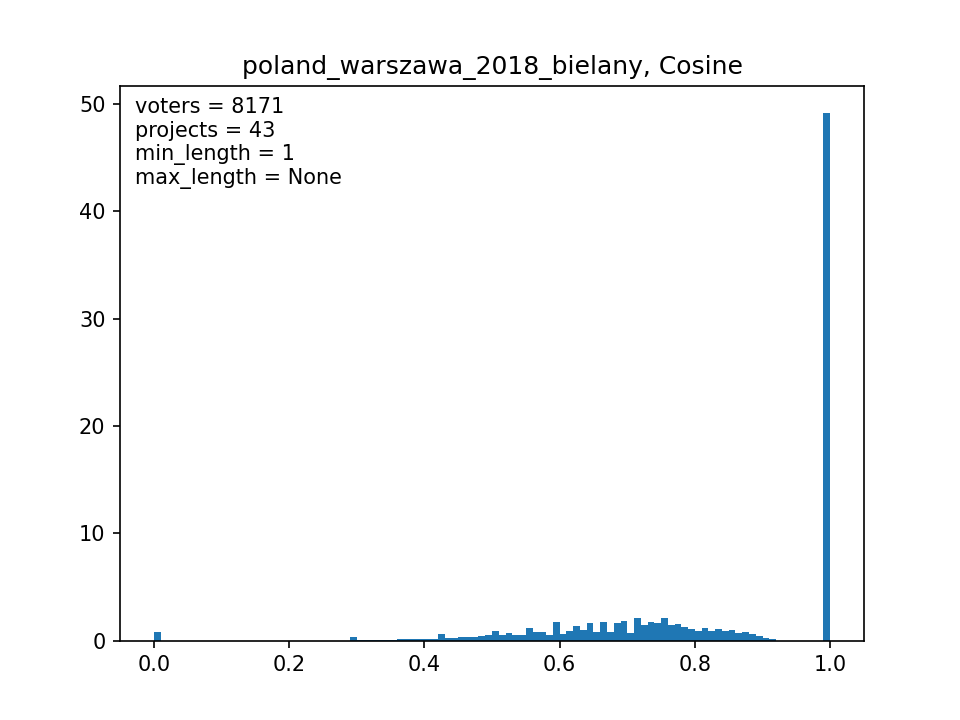 poland_warszawa_2018_bielany, Cosine
voters = 8171
projects = 43
min_length = 1
max_length = None
50
40
30
20
10
0
0.0 0.2 0.4 0.6 0.8 1.0